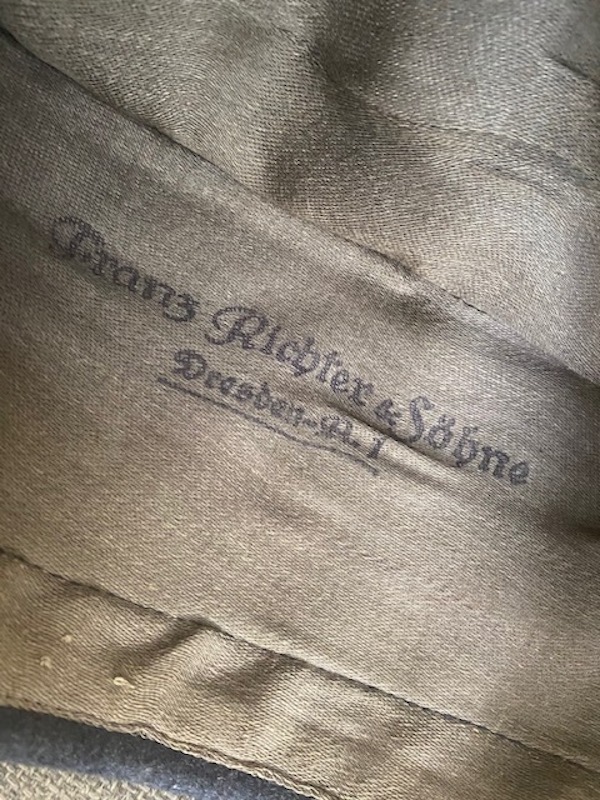 Franz Richter & Söhne
Dresden-A. 1